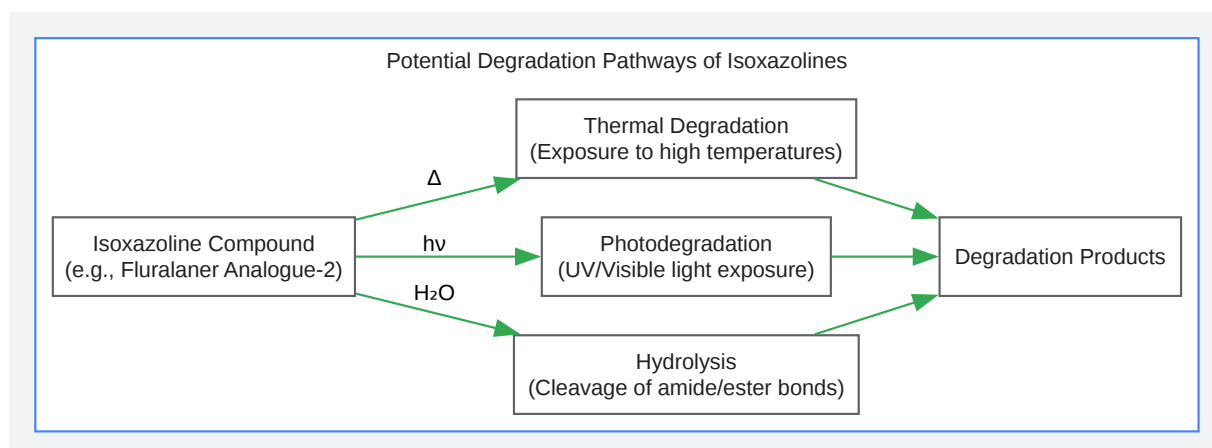 Potential Degradation Pathways of Isoxazolines
Thermal Degradation
(Exposure to high temperatures)
Δ
Isoxazoline Compound
(e.g., Fluralaner Analogue-2)
hν
Photodegradation
(UV/Visible light exposure)
Degradation Products
H₂O
Hydrolysis
(Cleavage of amide/ester bonds)